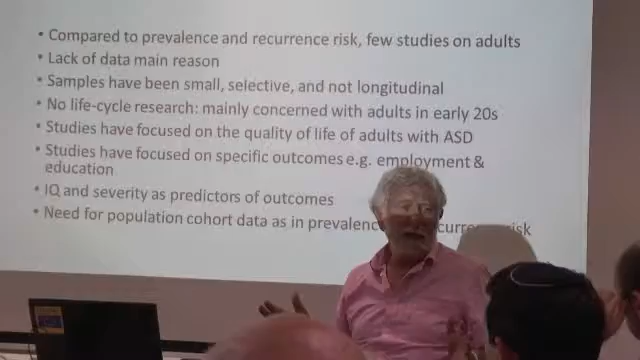 • Compared to prevalence and recurrence risk, few studies on adults
• Lack of data main reason
• Samples have been small, selective, and not longitudinal
• No life-cycle research: mainly concerned with adults in early 20s
• Studies have focused on the quality of life of adults with ASD
• Studies have focused on specific outcomes e.g. employment &
education
• IQ and severity as predictors of outcomes
• Need for population cohort data as in risk